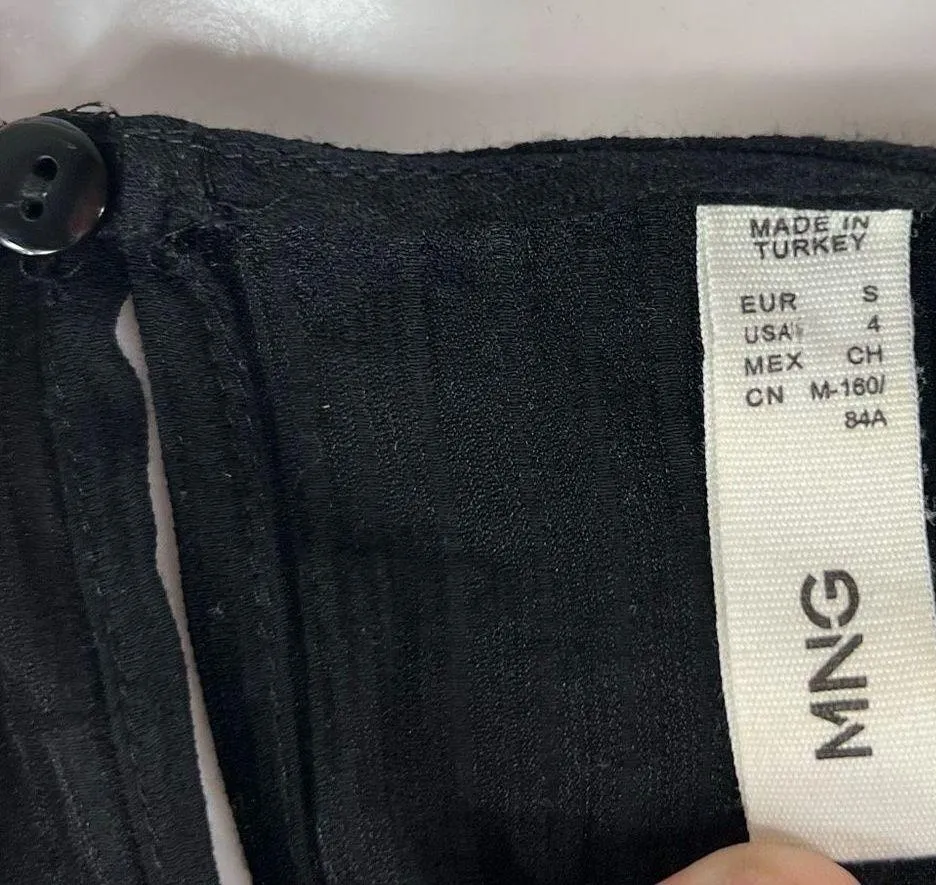 MADE IN
TURKEY
EUR S
USA 4
MEX CH
CN M-160/
84A
MNG